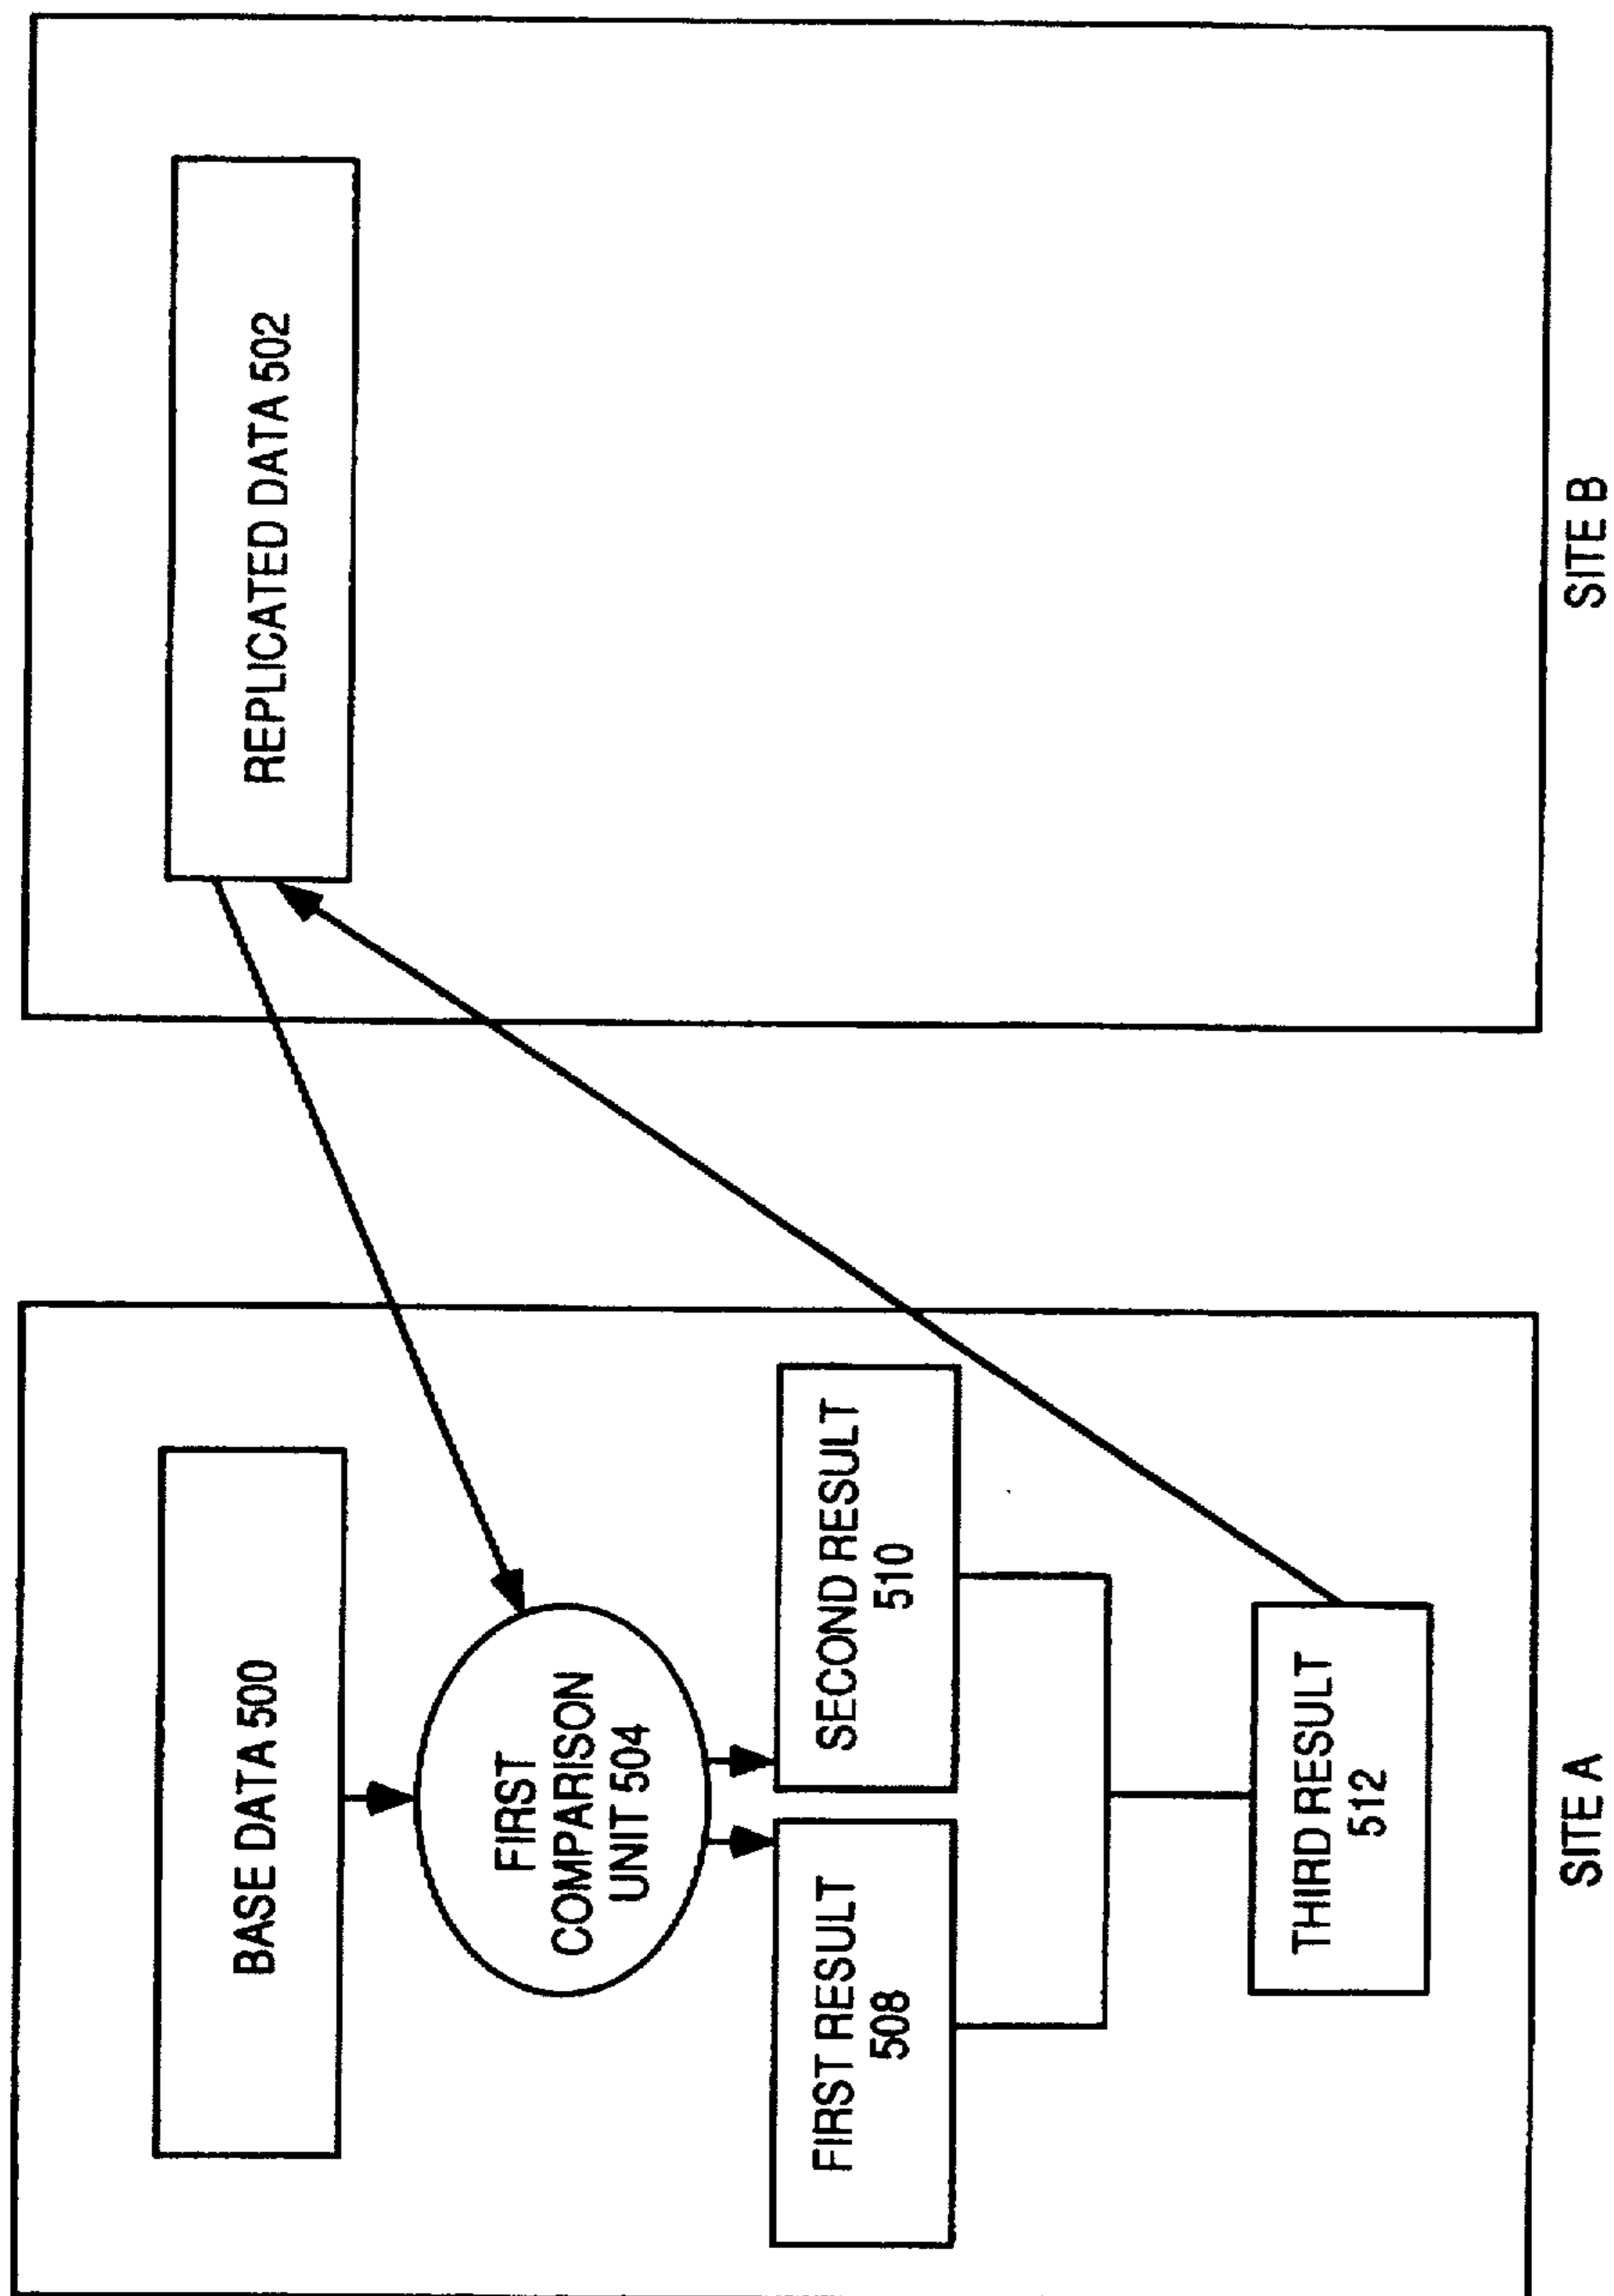 BASE DATA 500
FIRST
COMPARISON
UNIT 504
FIRST RESULT
508
SECOND RESULT
510
THIRD RESULT
512
SITE A
REPLICATED DATA 502
SITE B